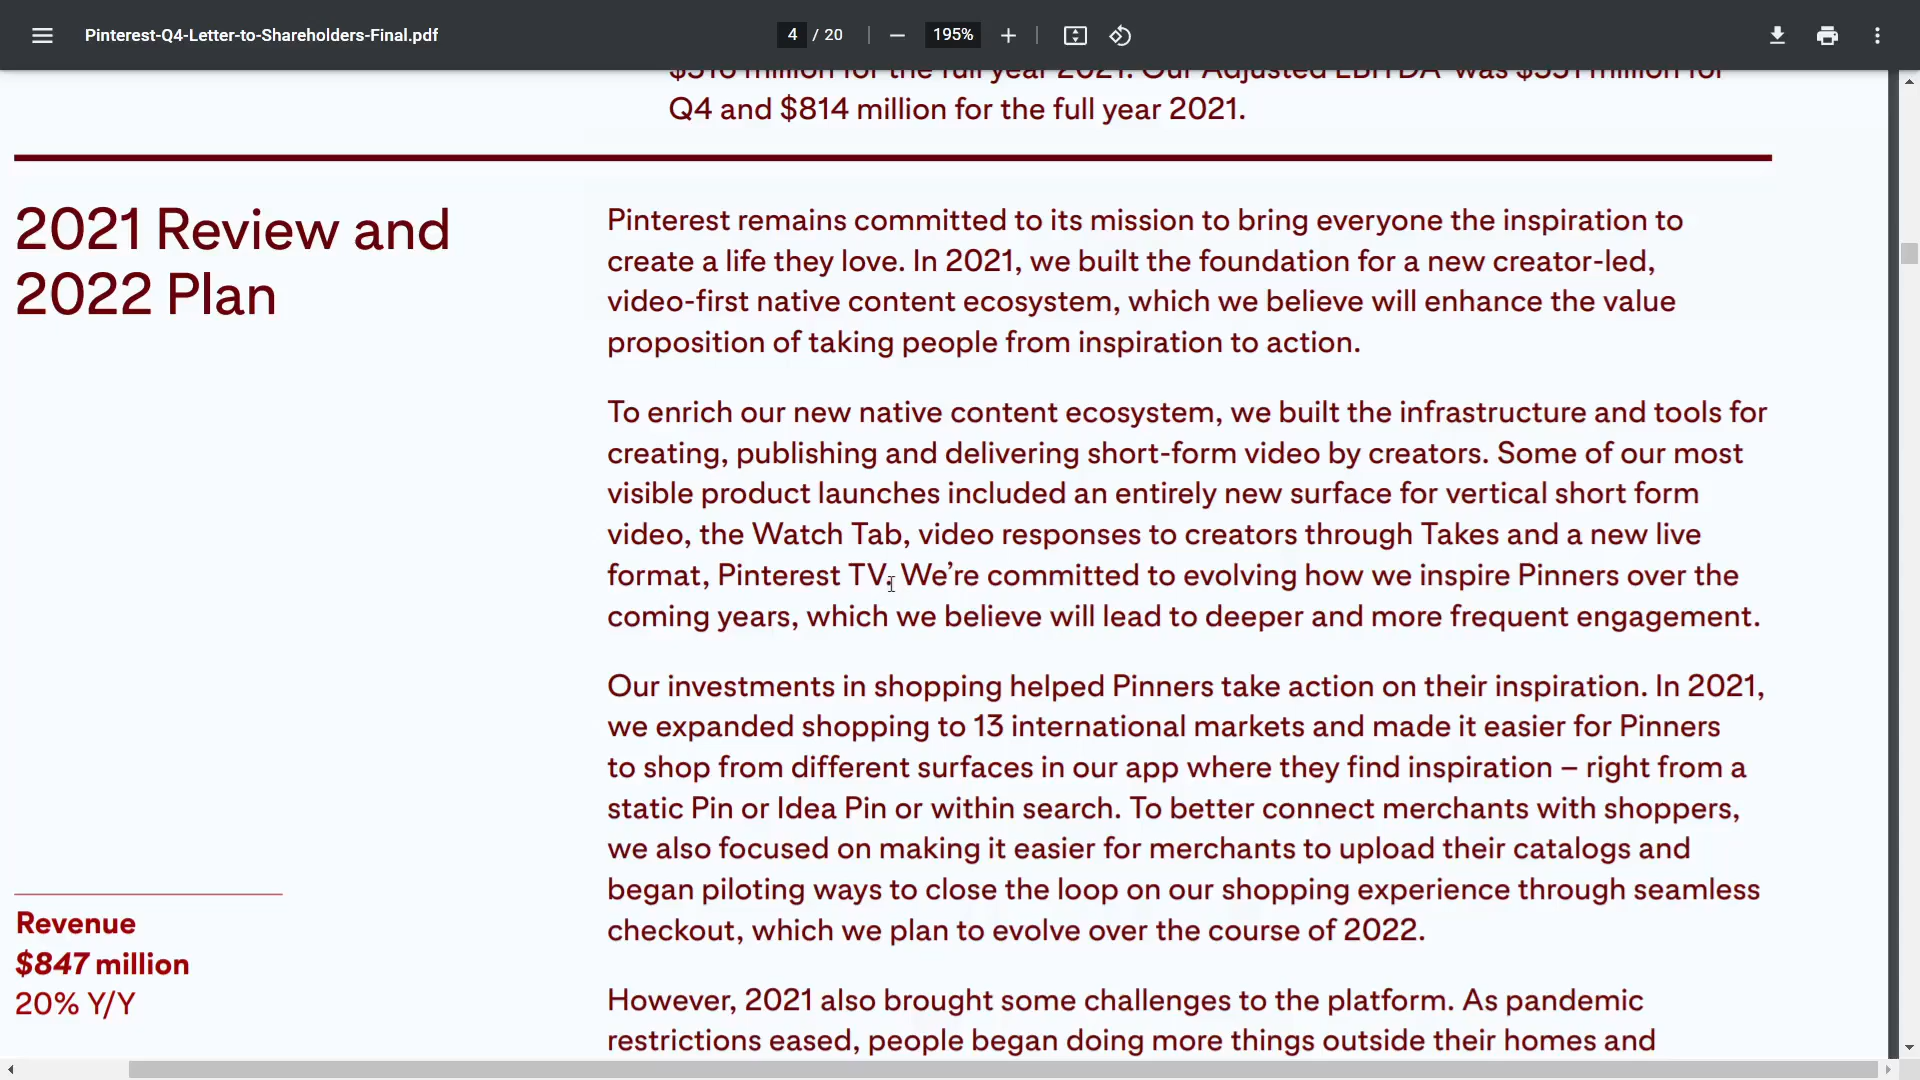 Pinterest-Q4-Letter-to-Shareholders-Final.pdf
4 / 20
195%
$316 million for the full year 2021. Our Adjusted EBITDA was $351 million for
Q4 and $814 million for the full year 2021.
2021 Review and
2022 Plan
Pinterest remains committed to its mission to bring everyone the inspiration to
create a life they love. In 2021, we built the foundation for a new creator-led,
video-first native content ecosystem, which we believe will enhance the value
proposition of taking people from inspiration to action.
To enrich our new native content ecosystem, we built the infrastructure and tools for
creating, publishing and delivering short-form video by creators. Some of our most
visible product launches included an entirely new surface for vertical short form
video, the Watch Tab, video responses to creators through Takes and a new live
format, Pinterest TV. We’re committed to evolving how we inspire Pinners over the
coming years, which we believe will lead to deeper and more frequent engagement.
Our investments in shopping helped Pinners take action on their inspiration. In 2021,
we expanded shopping to 13 international markets and made it easier for Pinners
to shop from different surfaces in our app where they find inspiration – right from a
static Pin or Idea Pin or within search. To better connect merchants with shoppers,
we also focused on making it easier for merchants to upload their catalogs and
began piloting ways to close the loop on our shopping experience through seamless
checkout, which we plan to evolve over the course of 2022.
Revenue
$847 million
20% Y/Y
However, 2021 also brought some challenges to the platform. As pandemic
restrictions eased, people began doing more things outside their homes and